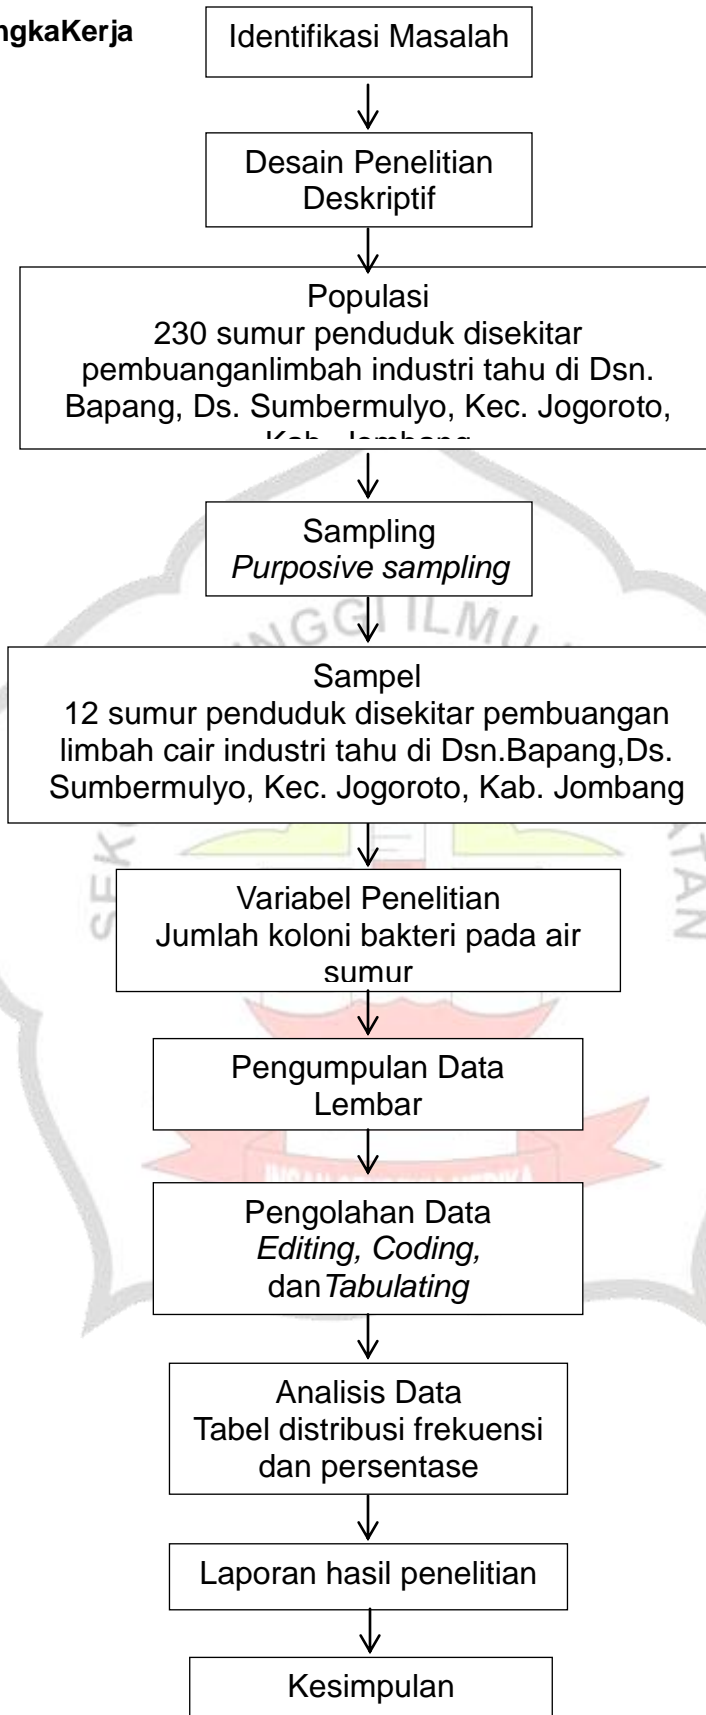 ngkaKerja
Identifikasi Masalah
Desain Penelitian
Deskriptif
Populasi
230 sumur penduduk disekitar
pembuanganlimbah industri tahu di Dsn.
Bapang, Ds. Sumbermulyo, Kec. Jogoroto,
Kab. Jombang
Sampling
Purposive sampling
Sampel
12 sumur penduduk disekitar pembuangan
limbah cair industri tahu di Dsn.Bapang,Ds.
Sumbermulyo, Kec. Jogoroto, Kab. Jombang
Variabel Penelitian
Jumlah koloni bakteri pada air
sumur
Pengumpulan Data
Lembar
Pengolahan Data
Editing, Coding,
danTabulating
Analisis Data
Tabel distribusi frekuensi
dan persentase
Laporan hasil penelitian
Kesimpulan